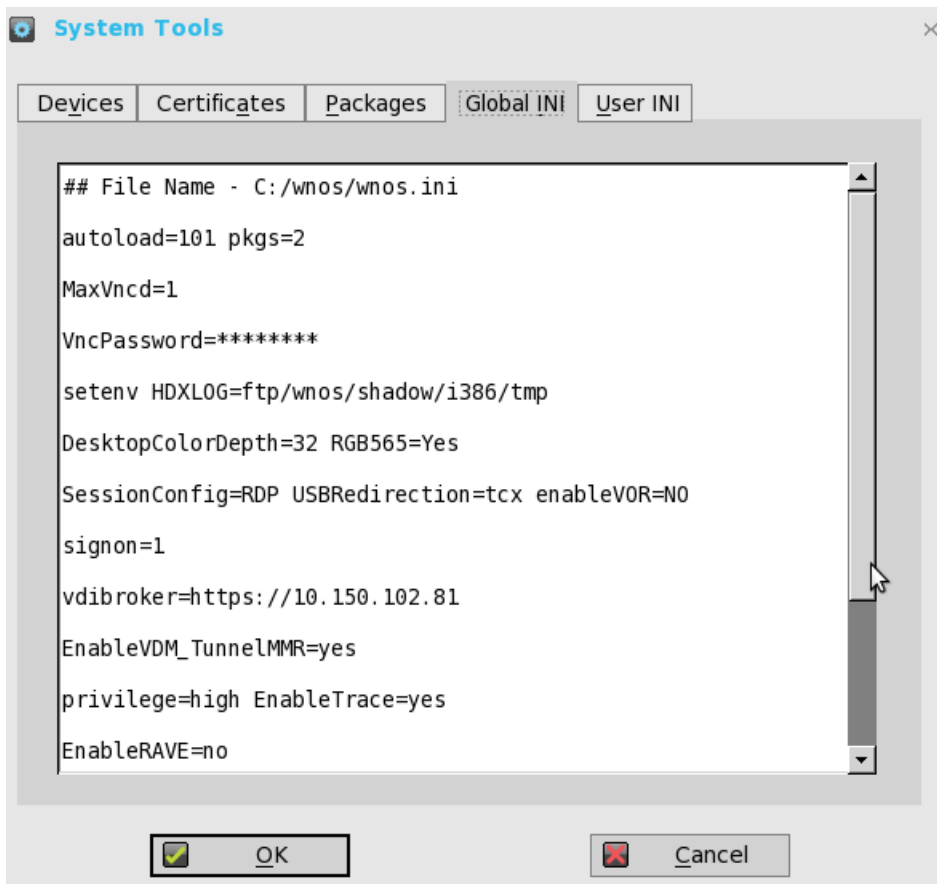 System Tools
Devices Certificates Packages Global INI User INI
## File Name - C:/wnos/wnos.ini
autoload=101 pkgs=2
MaxVncd=1
VncPassword=********
setenv HDXLOG=ftp/wnos/shadow/i386/tmp
DesktopColorDepth=32 RGB565=Yes
SessionConfig=RDP USBRedirection=tcx enableVOR=NO
signon=1
vdibroker=https://10.150.102.81
EnableVDM_TunnelMMR=yes
privilege=high EnableTrace=yes
EnableRAVE=no
OK Cancel